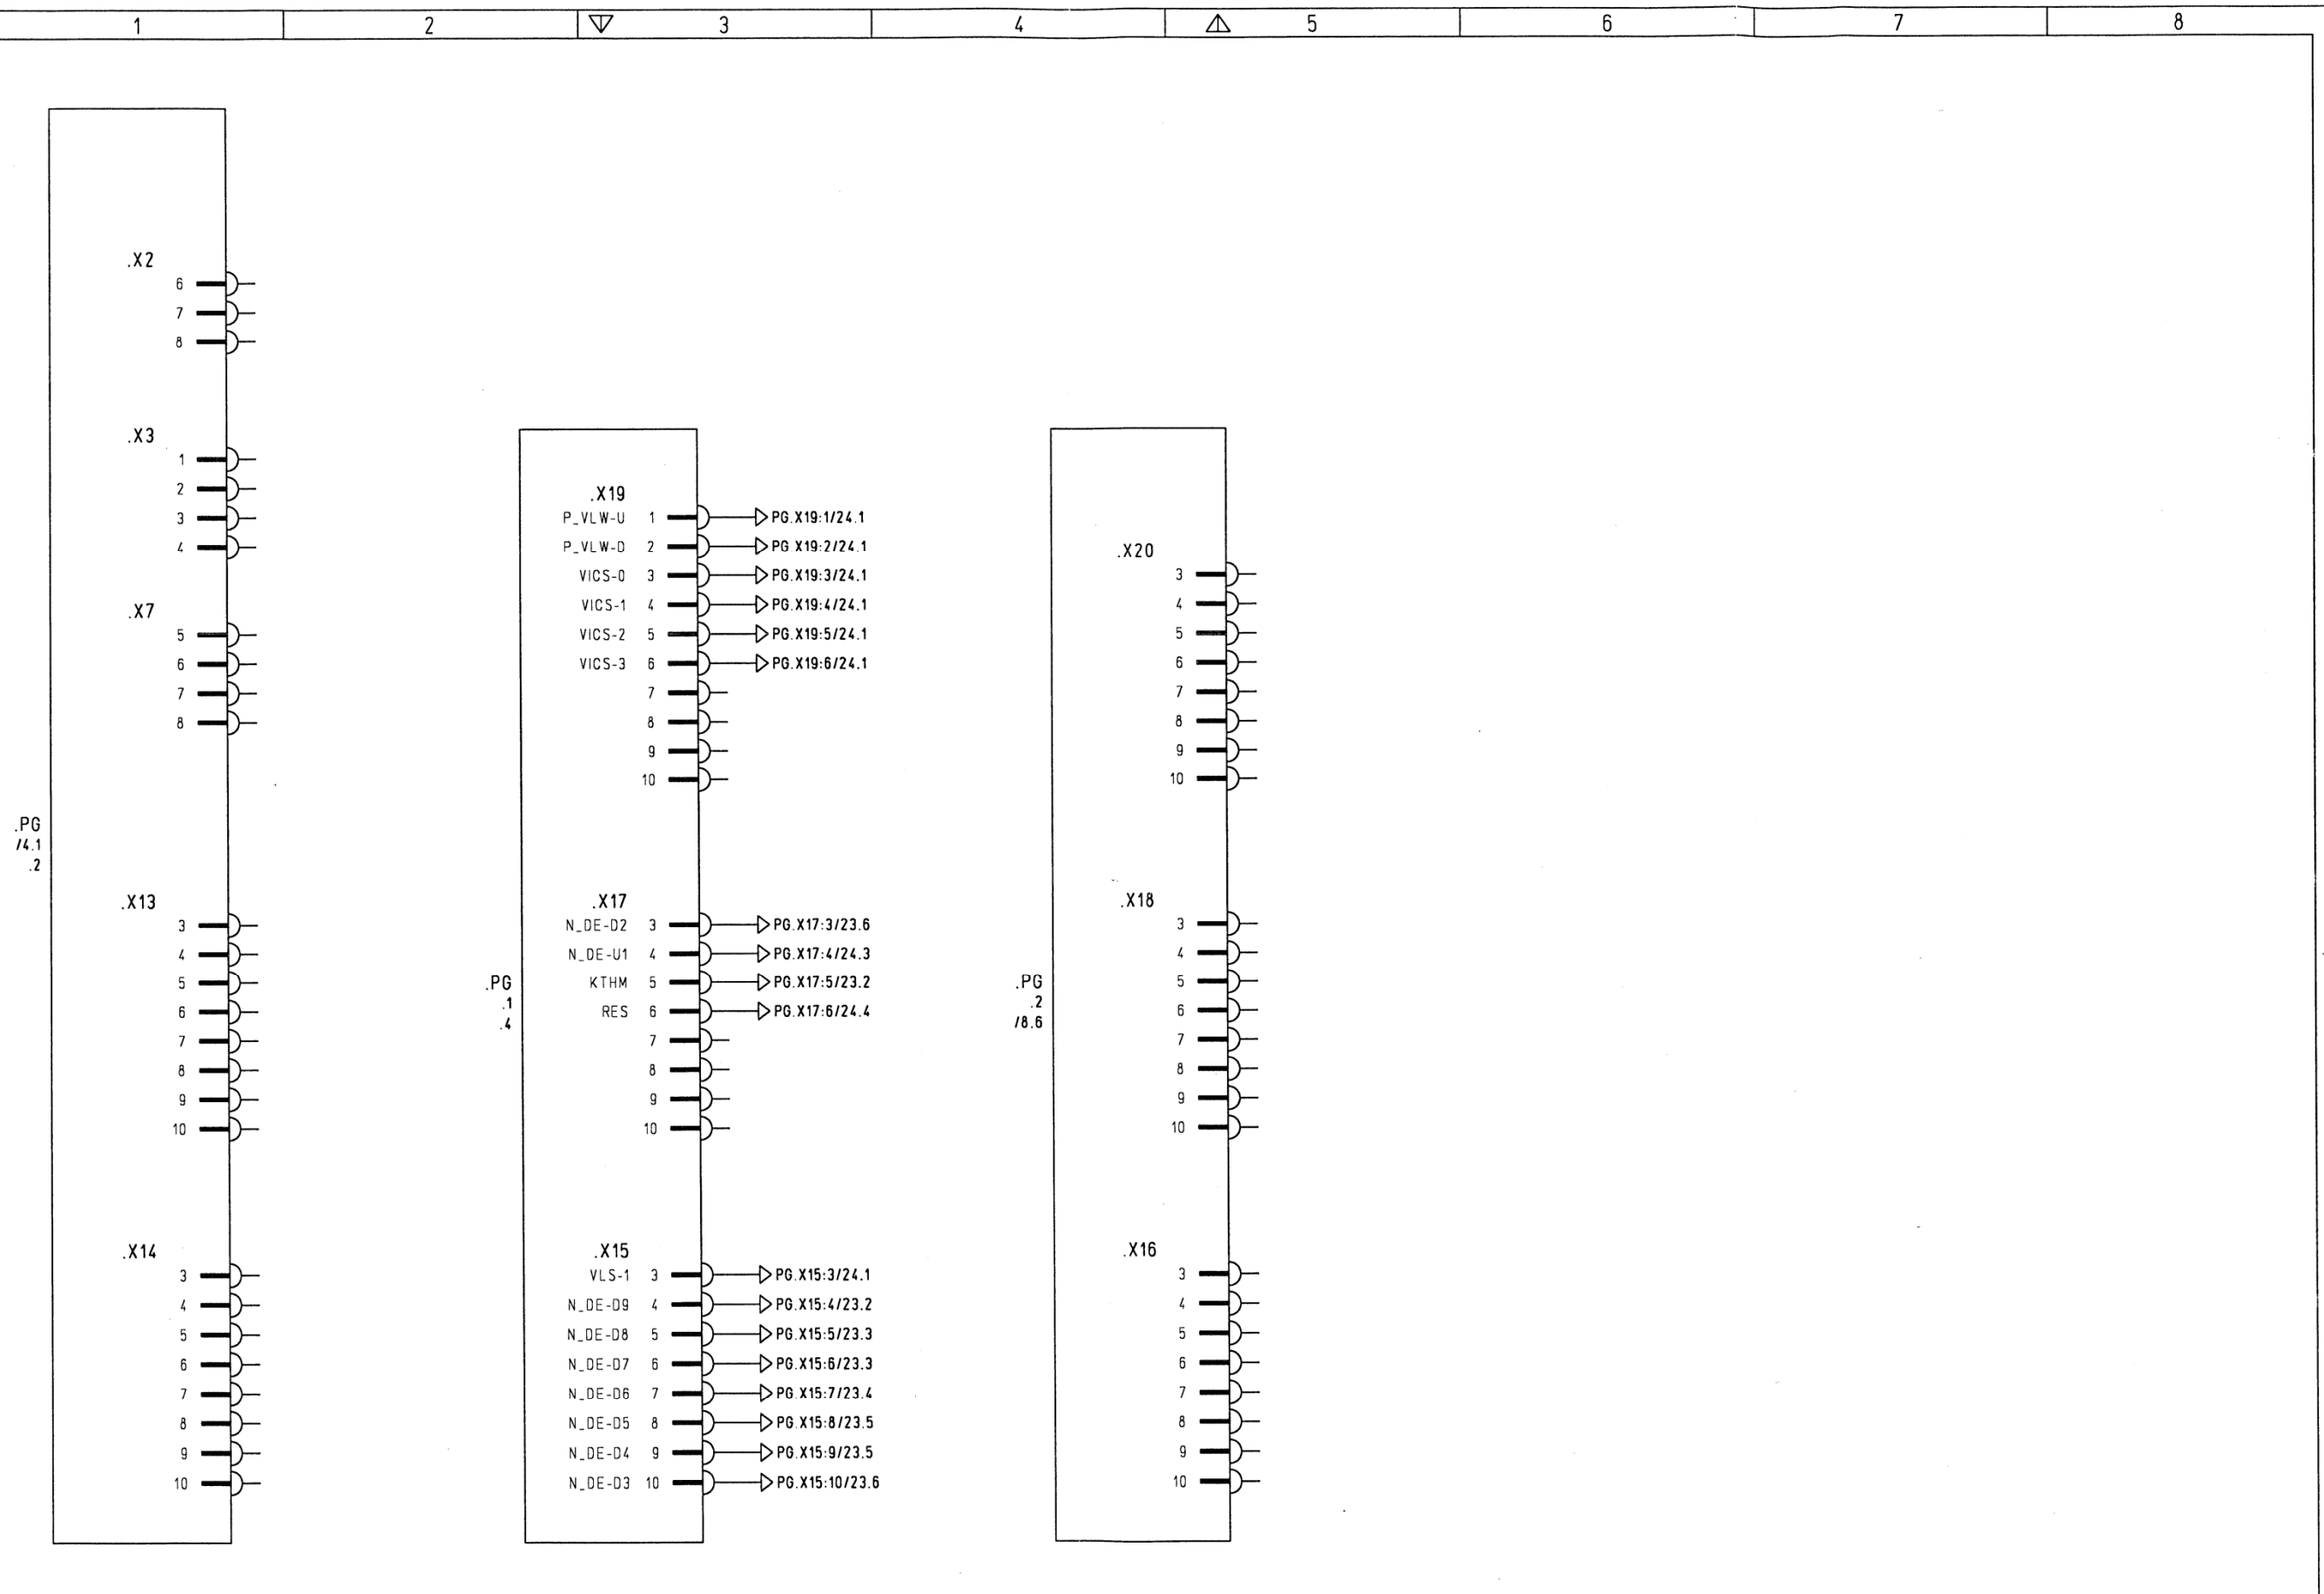 1 2 3 4 5 6 7 8
.PG
/4.1
.2
.X2
6
7
8
.X3
1
2
3
4
.X7
5
6
7
8
.X13
3
4
5
6
7
8
9
10
.X14
3
4
5
6
7
8
9
10
.PG
.1
.4
.X19
P_VLW-U 1 PG.X19:1/24.1
P_VLW-D 2 PG.X19:2/24.1
VICS-0 3 PG.X19:3/24.1
VICS-1 4 PG.X19:4/24.1
VICS-2 5 PG.X19:5/24.1
VICS-3 6 PG.X19:6/24.1
7
8
9
10
.X17
N_DE-D2 3 PG.X17:3/23.6
N_DE-U1 4 PG.X17:4/24.3
KTHM 5 PG.X17:5/23.2
RES 6 PG.X17:6/24.4
7
8
9
10
.X15
VLS-1 3 PG.X15:3/24.1
N_DE-D9 4 PG.X15:4/23.2
N_DE-D8 5 PG.X15:5/23.3
N_DE-D7 6 PG.X15:6/23.3
N_DE-D6 7 PG.X15:7/23.4
N_DE-D5 8 PG.X15:8/23.5
N_DE-D4 9 PG.X15:9/23.5
N_DE-D3 10 PG.X15:10/23.6
.PG
.2
/8.6
.X20
3
4
5
6
7
8
9
10
.X18
3
4
5
6
7
8
9
10
.X16
3
4
5
6
7
8
9
10